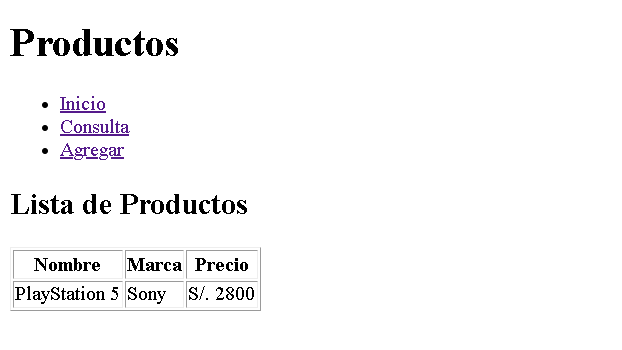 Productos
Inicio
Consulta
Agregar
Lista de Productos
Nombre Marca Precio
PlayStation 5 Sony S/. 2800